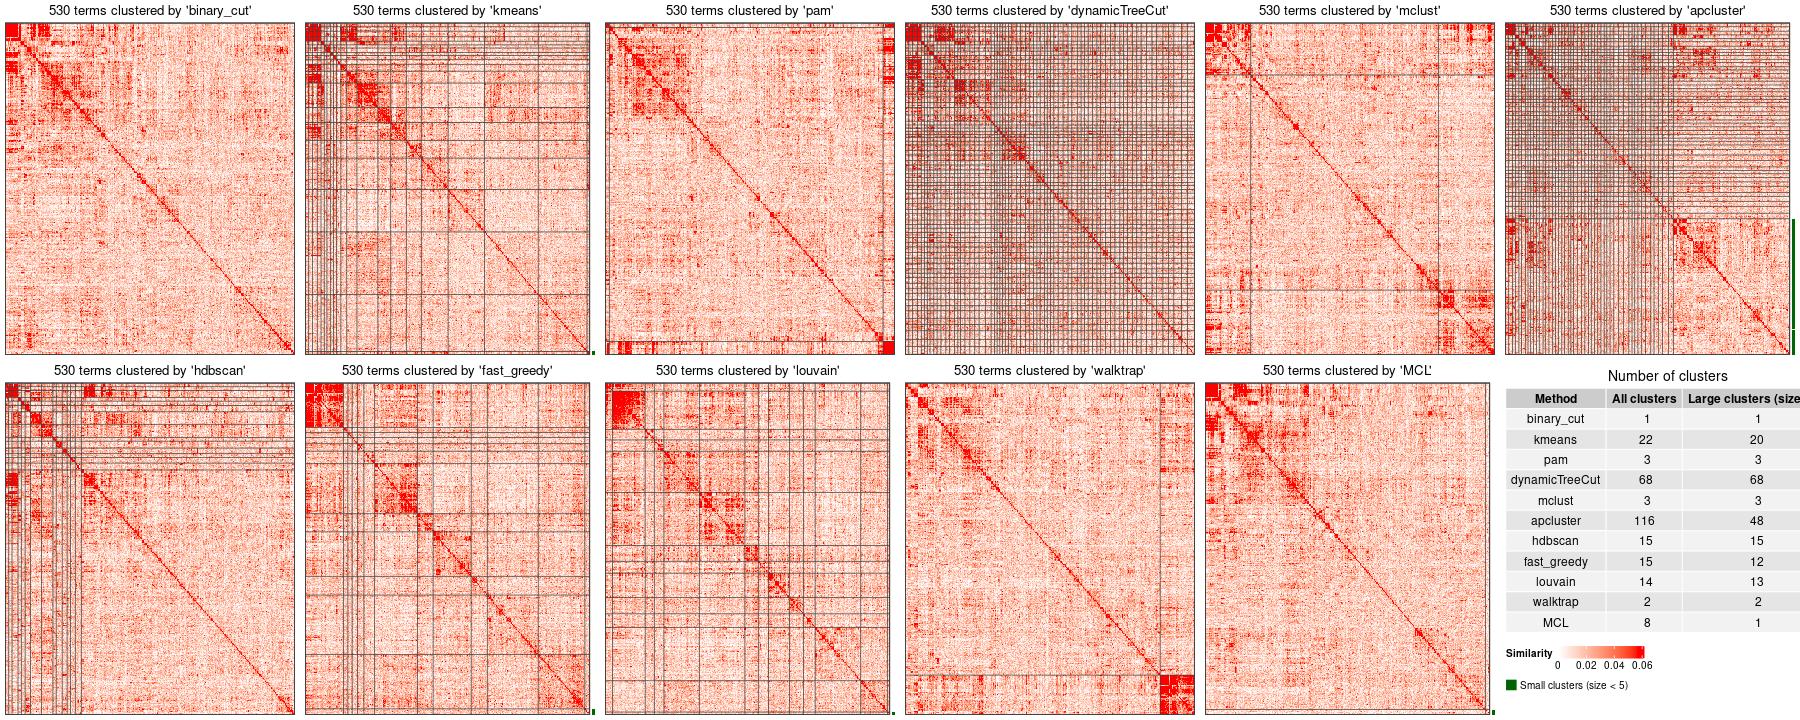 530 terms clustered by 'binary_cut'
530 terms clustered by 'kmeans'
530 terms clustered by 'pam'
530 terms clustered by 'dynamicTreeCut'
530 terms clustered by 'mclust'
530 terms clustered by 'apcluster'
530 terms clustered by 'hdbscan'
530 terms clustered by 'fast_greedy'
530 terms clustered by 'louvain'
530 terms clustered by 'walktrap'
530 terms clustered by 'MCL'
Number of clusters
Method All clusters Large clusters (size
binary_cut 1 1
kmeans 22 20
pam 3 3
dynamicTreeCut 68 68
mclust 3 3
apcluster 116 48
hdbscan 15 15
fast_greedy 15 12
louvain 14 13
walktrap 2 2
MCL 8 1
Similarity
0 0.02 0.04 0.06
Small clusters (size < 5)